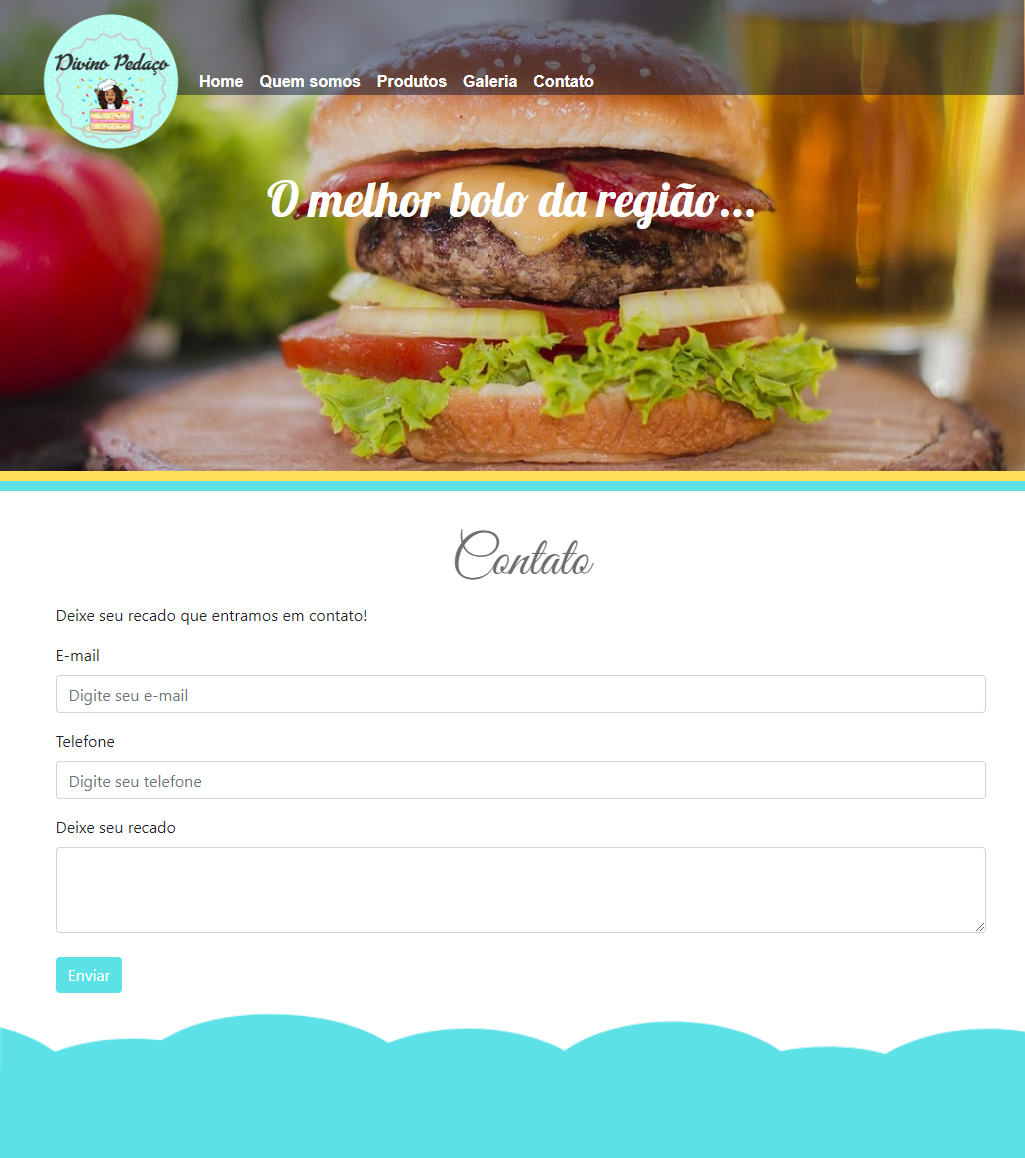 Divino Pedaço
Home Quem somos Produtos Galeria Contato
O melhor bolo da região...
Contato
Deixe seu recado que entramos em contato!
E-mail
Digite seu e-mail
Telefone
Digite seu telefone
Deixe seu recado
Enviar